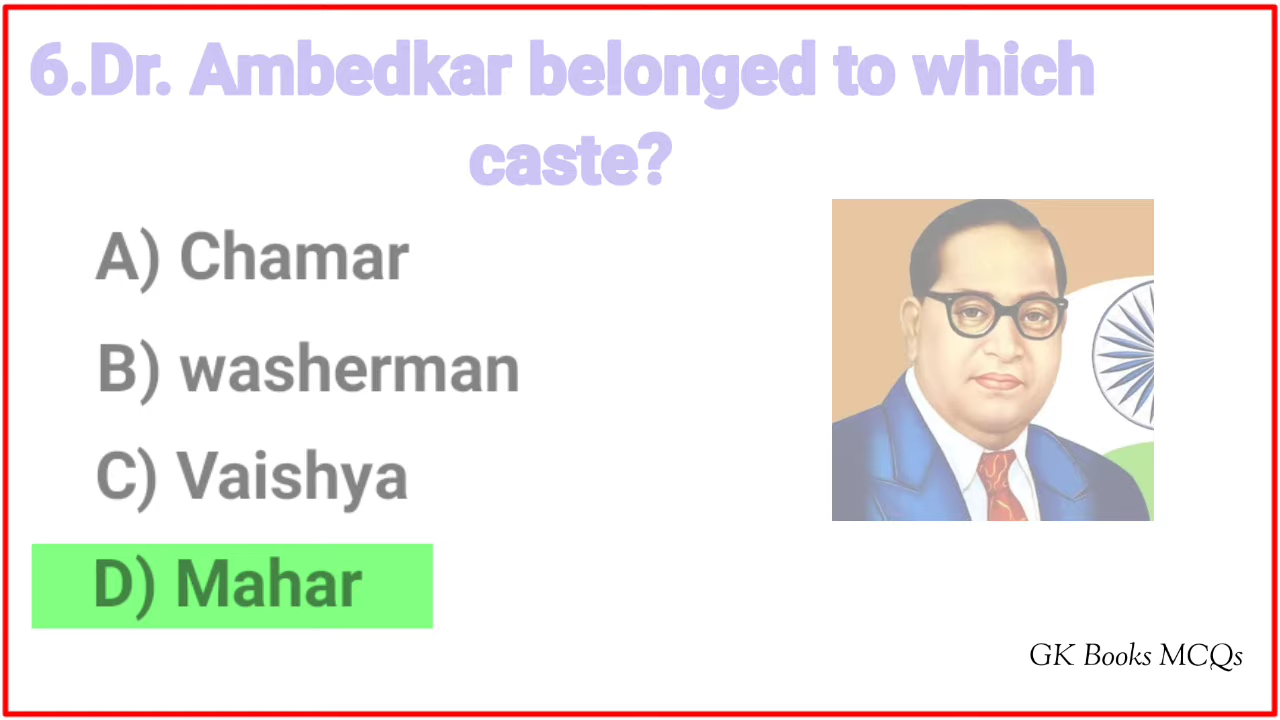 6.Dr. Ambedkar belonged to which
caste?
A) Chamar
B) washerman
C) Vaishya
D) Mahar
GK Books MCQs